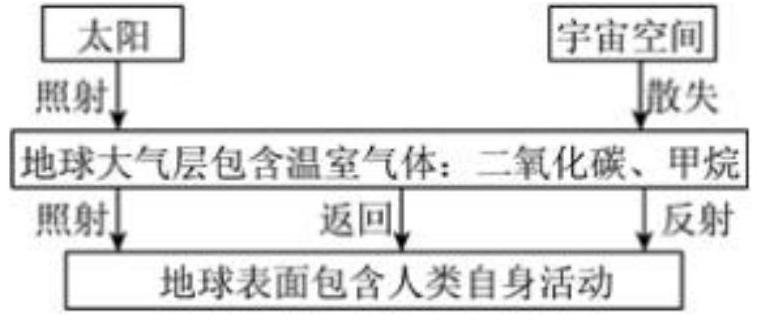 太阳
宇宙空间
照射
散失
地球大气层包含温室气体：二氧化碳、甲烷
照射
返回
反射
地球表面包含人类自身活动